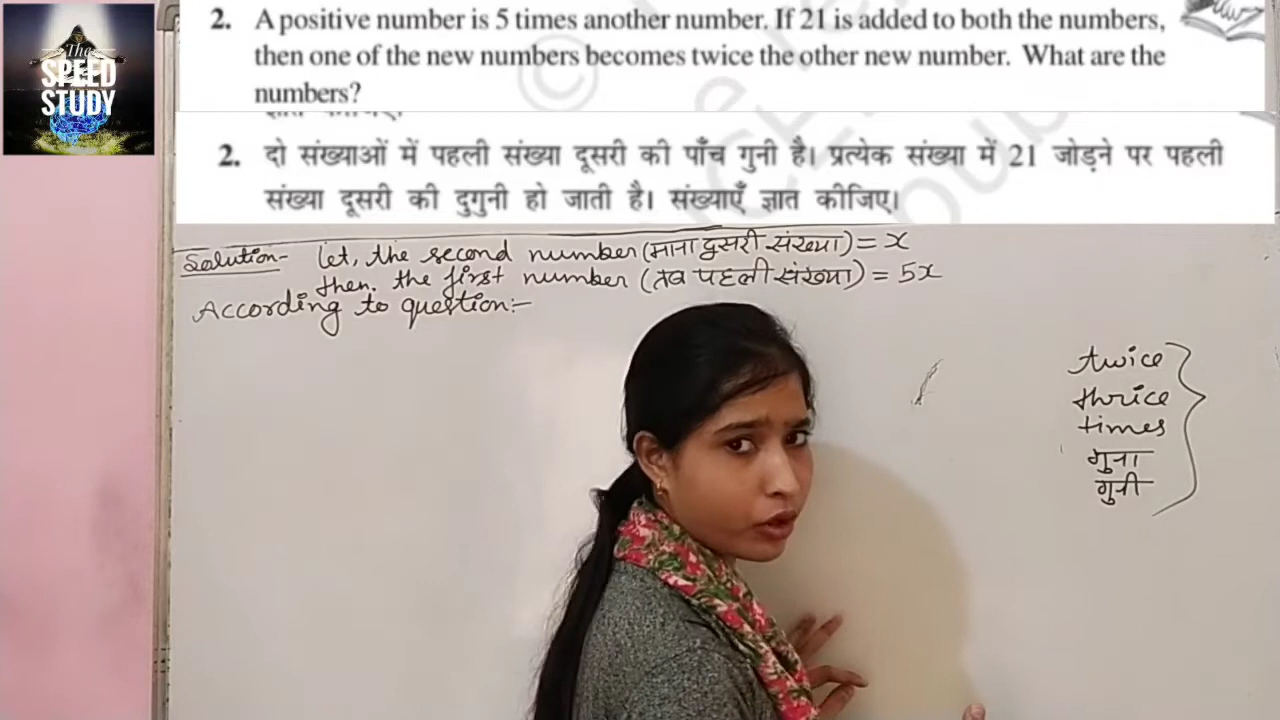 The
SPEED
STUDY
2. A positive number is 5 times another number. If 21 is added to both the numbers,
then one of the new numbers becomes twice the other new number. What are the
numbers?
2. दो संख्याओं में पहली संख्या दूसरी की पाँच गुनी है। प्रत्येक संख्या में 21 जोड़ने पर पहली
संख्या दूसरी की दुगुनी हो जाती है। संख्याएँ ज्ञात कीजिए।
Solution- Let, the second number (माना दुसरी संख्या) = x
then. the first number (तब पहली संख्या) = 5x
According to question:-
twice
thrice
times
गुना
गुनी